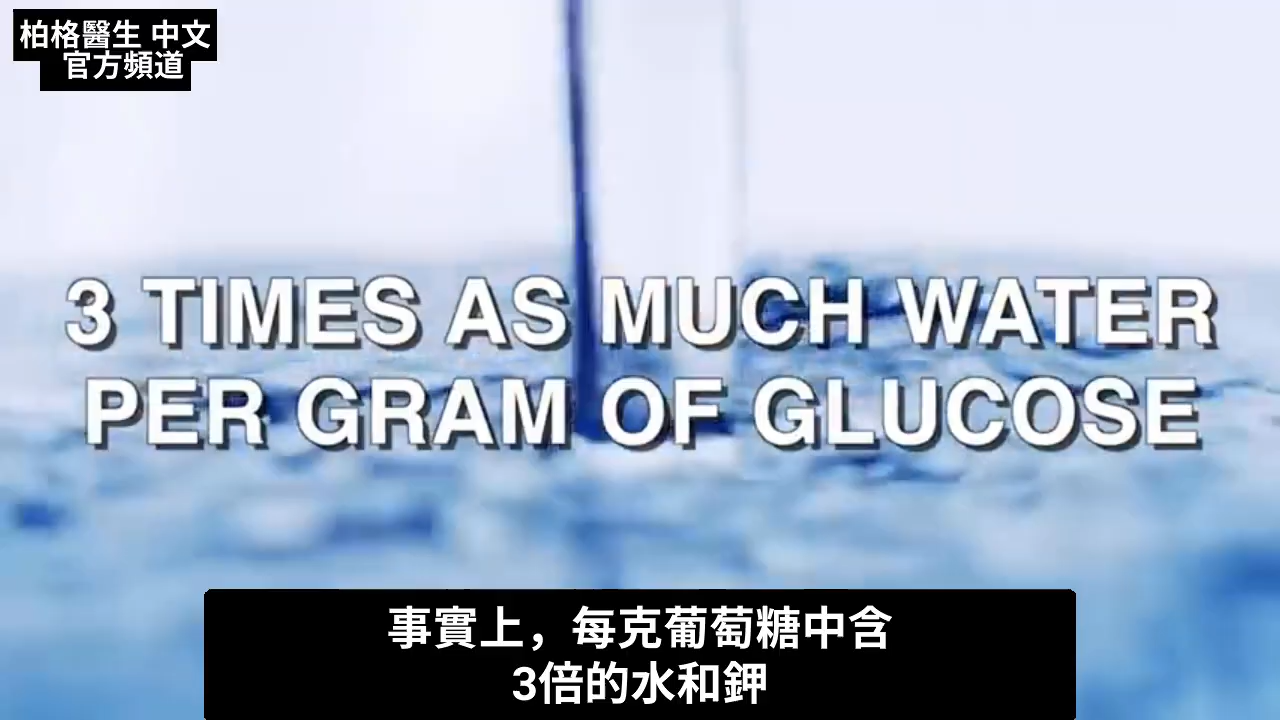 柏格醫生 中文
官方頻道
3 TIMES AS MUCH WATER
PER GRAM OF GLUCOSE
事實上，每克葡萄糖中含
3倍的水和鉀